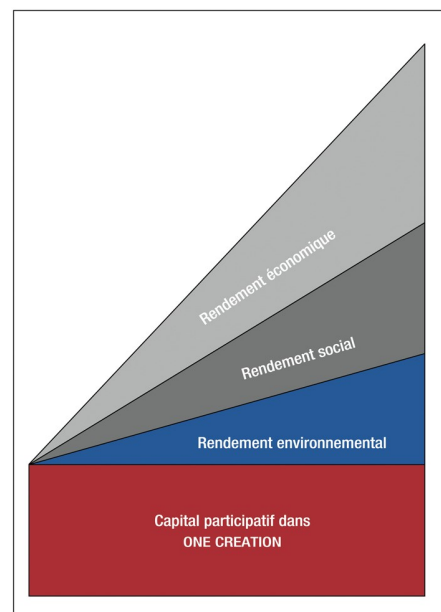 Rendement économique
Rendement social
Rendement environnemental
Capital participatif dans
ONE CREATION